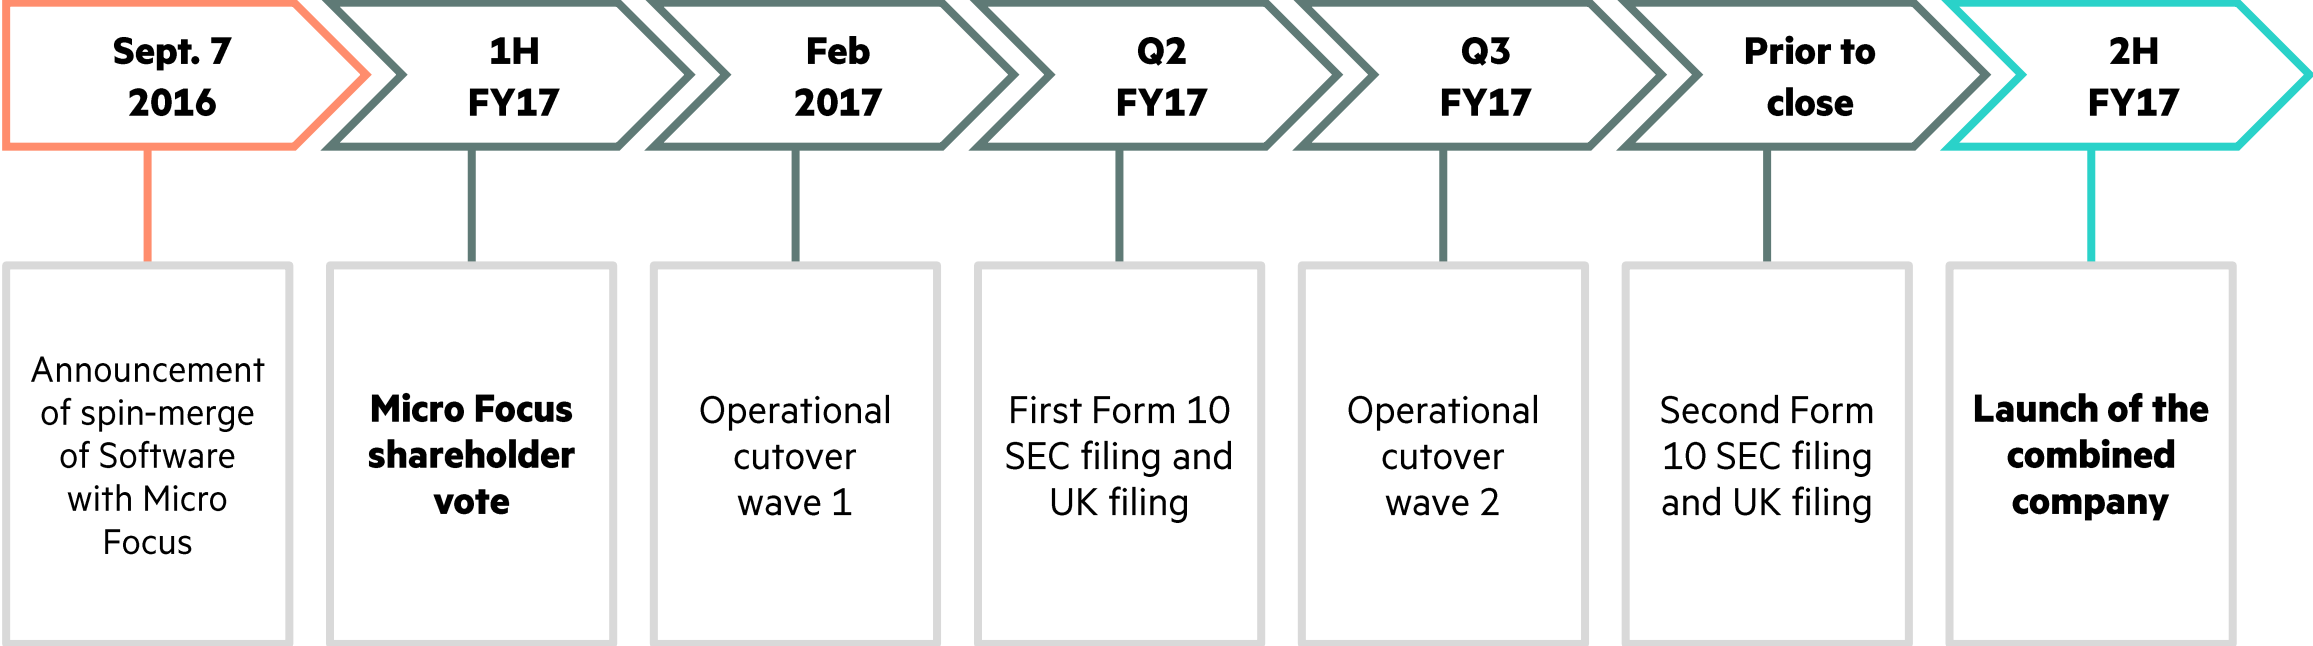 Sept. 7
2016
1H
FY17
Feb
2017
Q2
FY17
Q3
FY17
Prior to
close
2H
FY17
Announcement
of spin-merge
of Software
with Micro
Focus
Micro Focus
shareholder
vote
Operational
cutover
wave 1
First Form 10
SEC filing and
UK filing
Operational
cutover
wave 2
Second Form
10 SEC filing
and UK filing
Launch of the
combined
company